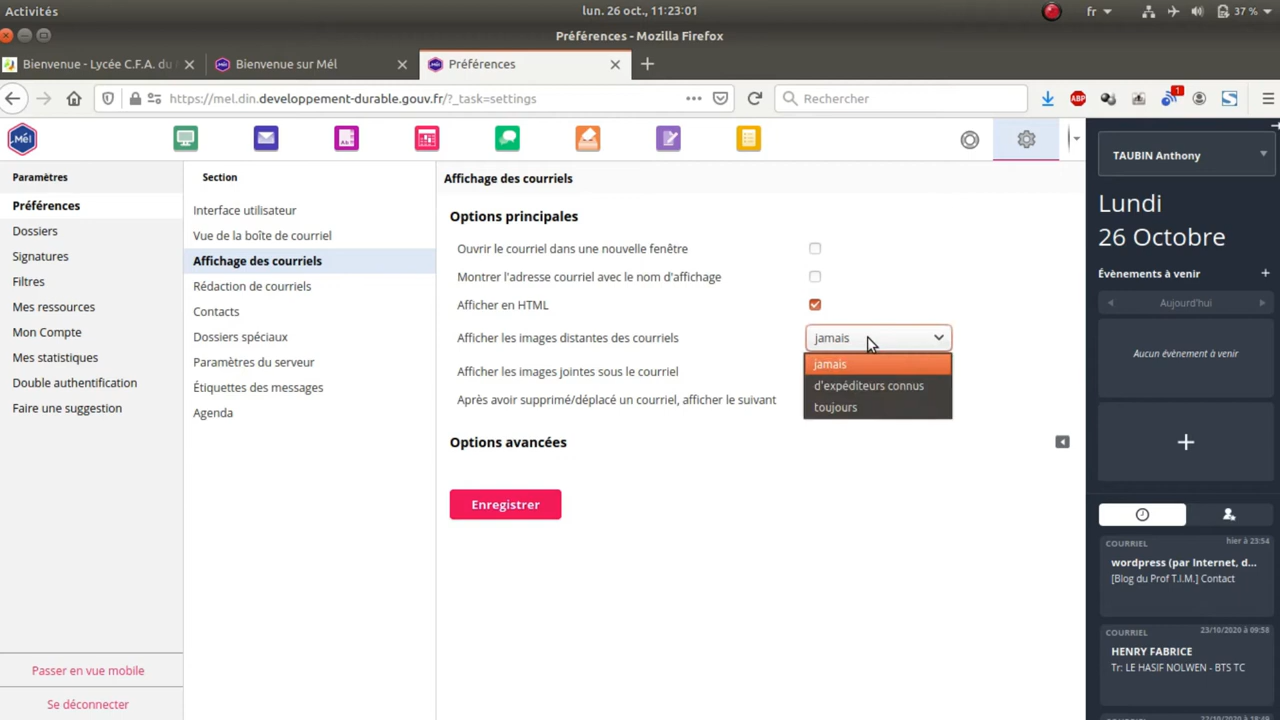 Activités
lun. 26 oct., 11:23:01
fr
37 %
Préférences - Mozilla Firefox
Bienvenue - Lycée C.F.A. du
Bienvenue sur Mél
Préférences
https://mel.din.developpement-durable.gouv.fr/?_task=settings
Rechercher
ABP
1
S
Mél
Paramètres
Préférences
Dossiers
Signatures
Filtres
Mes ressources
Mon Compte
Mes statistiques
Double authentification
Faire une suggestion
Passer en vue mobile
Se déconnecter
Section
Interface utilisateur
Vue de la boîte de courriel
Affichage des courriels
Rédaction de courriels
Contacts
Dossiers spéciaux
Paramètres du serveur
Étiquettes des messages
Agenda
Affichage des courriels
Options principales
Ouvrir le courriel dans une nouvelle fenêtre
Montrer l'adresse courriel avec le nom d'affichage
Afficher en HTML
Afficher les images distantes des courriels
jamais
jamais
d'expéditeurs connus
toujours
Afficher les images jointes sous le courriel
Après avoir supprimé/déplacé un courriel, afficher le suivant
Options avancées
Enregistrer
TAUBIN Anthony
Lundi
26 Octobre
Évènements à venir
Aujourd'hui
Aucun évènement à venir
COURRIEL
hier à 23:54
wordpress (par Internet, d...
[Blog du Prof T.I.M.] Contact
COURRIEL
23/10/2020 à 09:58
HENRY FABRICE
Tr: LE HASIF NOLWEN - BTS TC